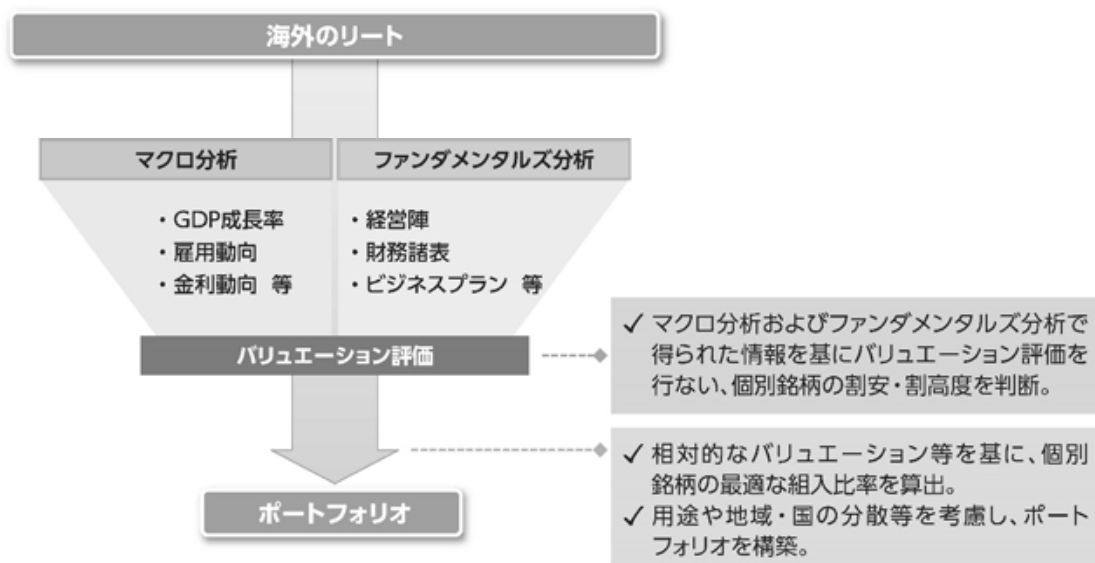 海外のリート
マクロ分析
ファンダメンタルズ分析
・GDP成長率
・雇用動向
・金利動向 等
・経営陣
・財務諸表
・ビジネスプラン 等
バリュエーション評価
✓ マクロ分析およびファンダメンタルズ分析で
得られた情報を基にバリュエーション評価を
行ない、個別銘柄の割安・割高度を判断。
✓ 相対的なバリュエーション等を基に、個別
銘柄の最適な組入比率を算出。
✓ 用途や地域・国の分散等を考慮し、ポート
フォリオを構築。
ポートフォリオ